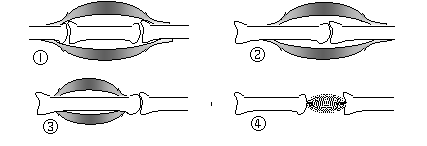 ① ②
③ ④